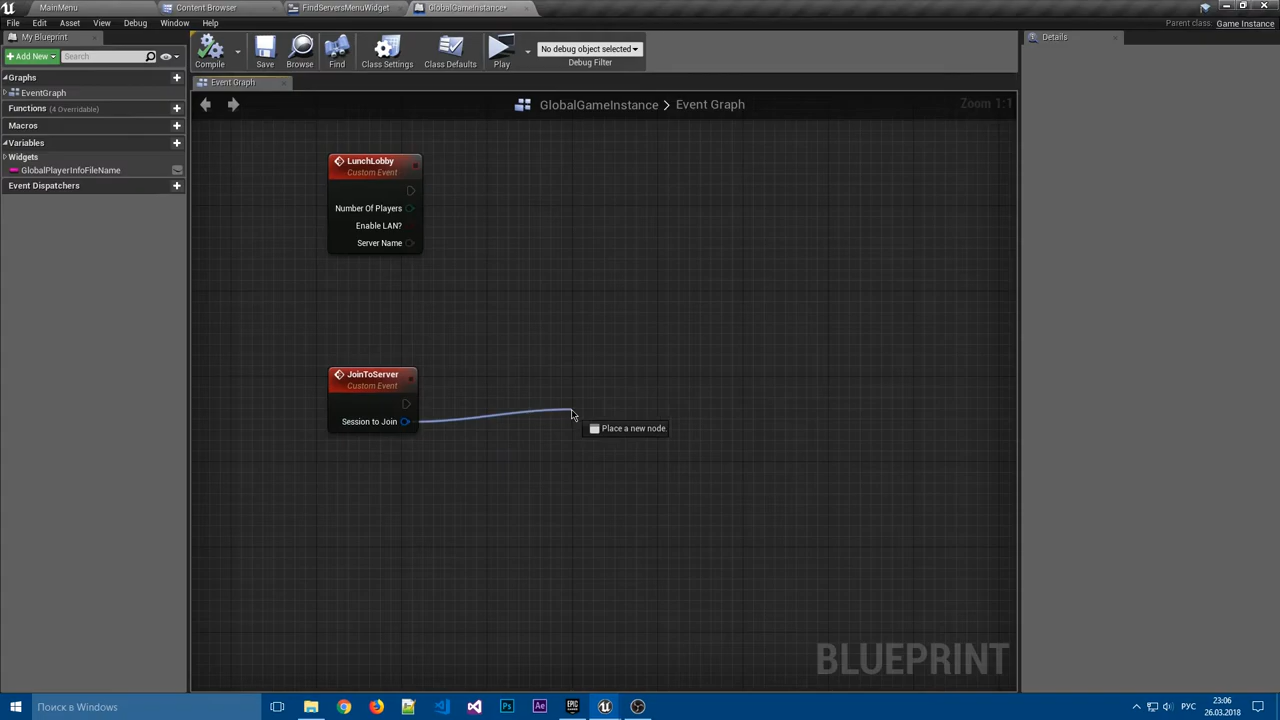 MainMenu
Content Browser
FindServersMenuWidget
GlobalGameInstance*
File Edit Asset View Debug Window Help
Parent class: Game Instance
My Blueprint
Add New
Search
Compile
Save
Browse
Find
Class Settings
Class Defaults
Play
No debug object selected
Debug Filter
Details
Graphs
EventGraph
Functions (4 Overridable)
Macros
Variables
Widgets
GlobalPlayerInfoFileName
Event Dispatchers
Event Graph
GlobalGameInstance > Event Graph
Zoom 1:1
LunchLobby
Custom Event
Number Of Players
Enable LAN?
Server Name
JoinToServer
Custom Event
Session to Join
Place a new node.
BLUEPRINT
Поиск в Windows
Ps
Ae
EPIC GAMES
РУС
23:06
26.03.2018